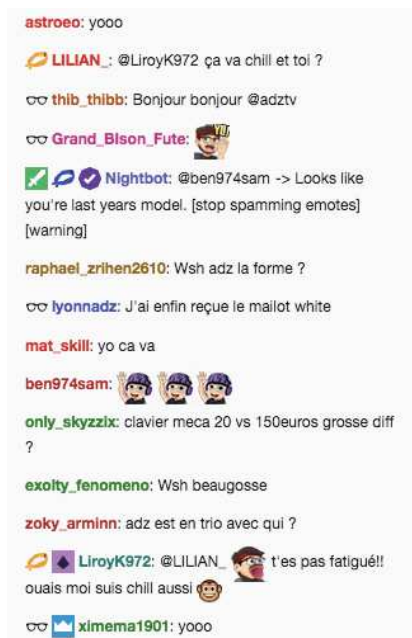 astroeo: yooo
LILIAN_: @LiroyK972 ça va chill et toi ?
thib_thibb: Bonjour bonjour @adztv
Grand_BIson_Fute:
Nightbot: @ben974sam -> Looks like
you're last years model. [stop spamming emotes]
[warning]
raphael_zrihen2610: Wsh adz la forme ?
lyonnadz: J'ai enfin reçue le mailot white
mat_skill: yo ca va
ben974sam:
only_skyzzix: clavier meca 20 vs 150euros grosse diff
?
exolty_fenomeno: Wsh beaugosse
zoky_arminn: adz est en trio avec qui ?
LiroyK972: @LILIAN_ t'es pas fatigué!!
ouais moi suis chill aussi
ximema1901: yooo